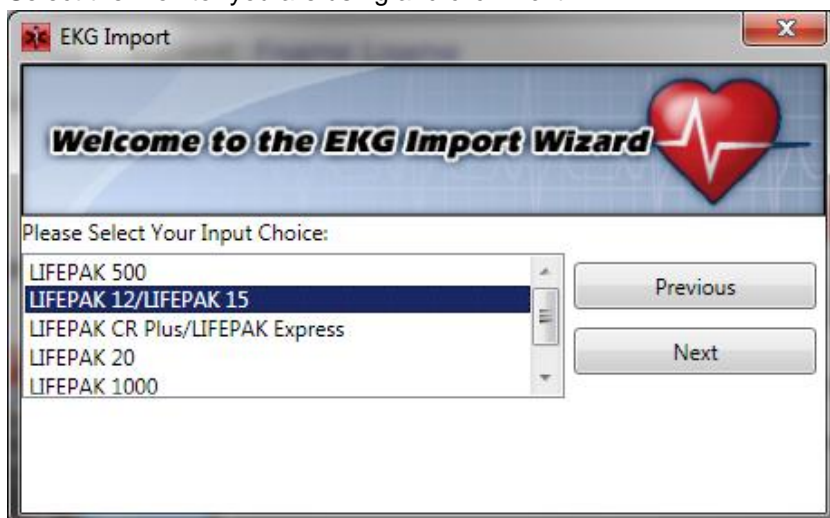 EKG Import
Welcome to the EKG Import Wizard
Please Select Your Input Choice:
LIFEPAK 500
LIFEPAK 12/LIFEPAK 15
LIFEPAK CR Plus/LIFEPAK Express
LIFEPAK 20
LIFEPAK 1000
Previous
Next